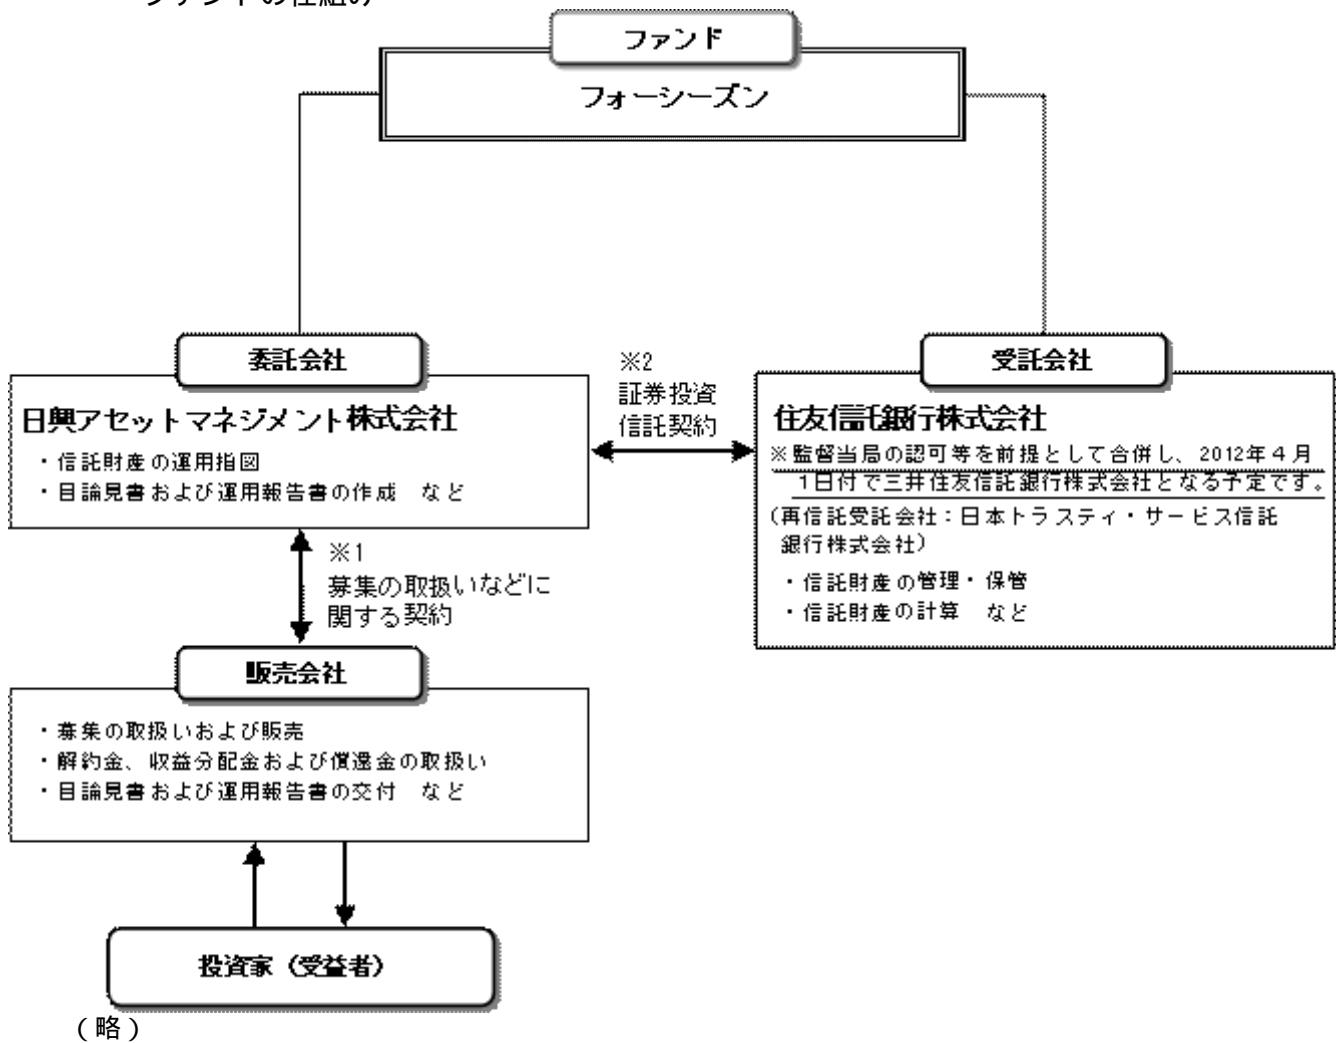 ファンドの仕組み
ファンド
フォーシーズン
委託会社
日興アセットマネジメント株式会社
・信託財産の運用指図
・目論見書および運用報告書の作成　など
※2
証券投資
信託契約
受託会社
住友信託銀行株式会社
※監督当局の認可等を前提として合併し、2012年４月
１日付で三井住友信託銀行株式会社となる予定です。
(再信託受託会社：日本トラスティ・サービス信託
銀行株式会社)
・信託財産の管理・保管
・信託財産の計算　など
※1
募集の取扱いなどに
関する契約
販売会社
・募集の取扱いおよび販売
・解約金、収益分配金および償還金の取扱い
・目論見書および運用報告書の交付　など
投資家（受益者）
(略)